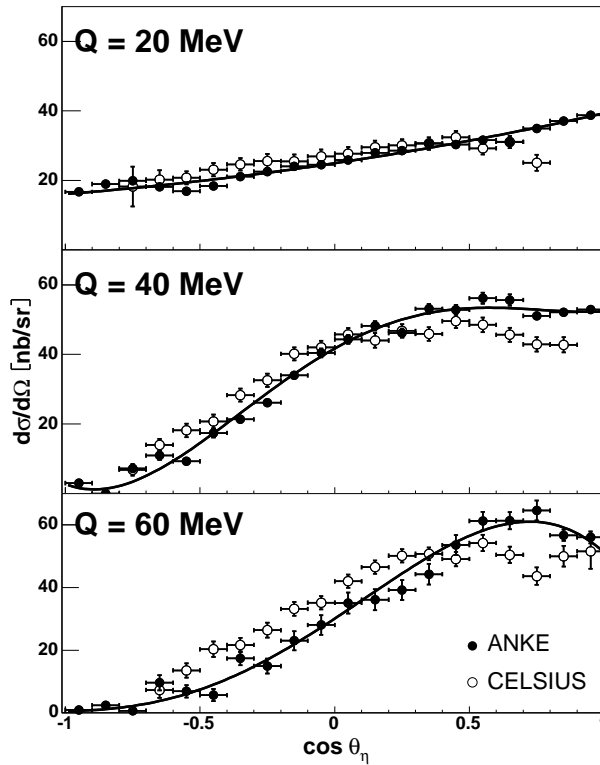 60
Q = 20 MeV
40
20
60
Q = 40 MeV
40
20
dσ/dΩ [nb/sr]
60
Q = 60 MeV
40
20
0
ANKE
CELSIUS
-1 -0.5 0 0.5 1
cos θη